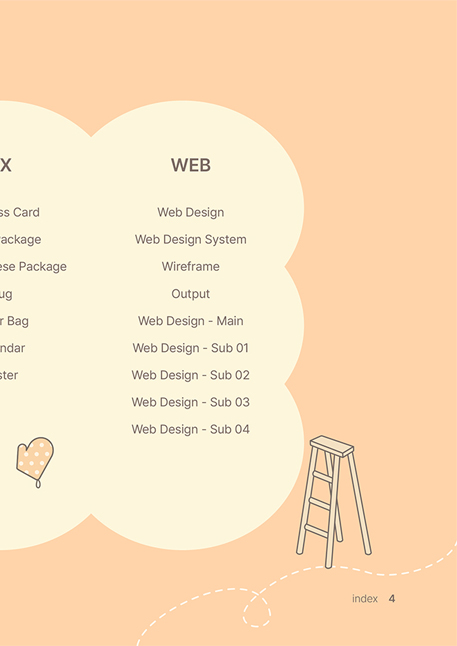 X
ss Card
ackage
ese Package
ug
r Bag
ndar
ster
WEB
Web Design
Web Design System
Wireframe
Output
Web Design - Main
Web Design - Sub 01
Web Design - Sub 02
Web Design - Sub 03
Web Design - Sub 04
index 4